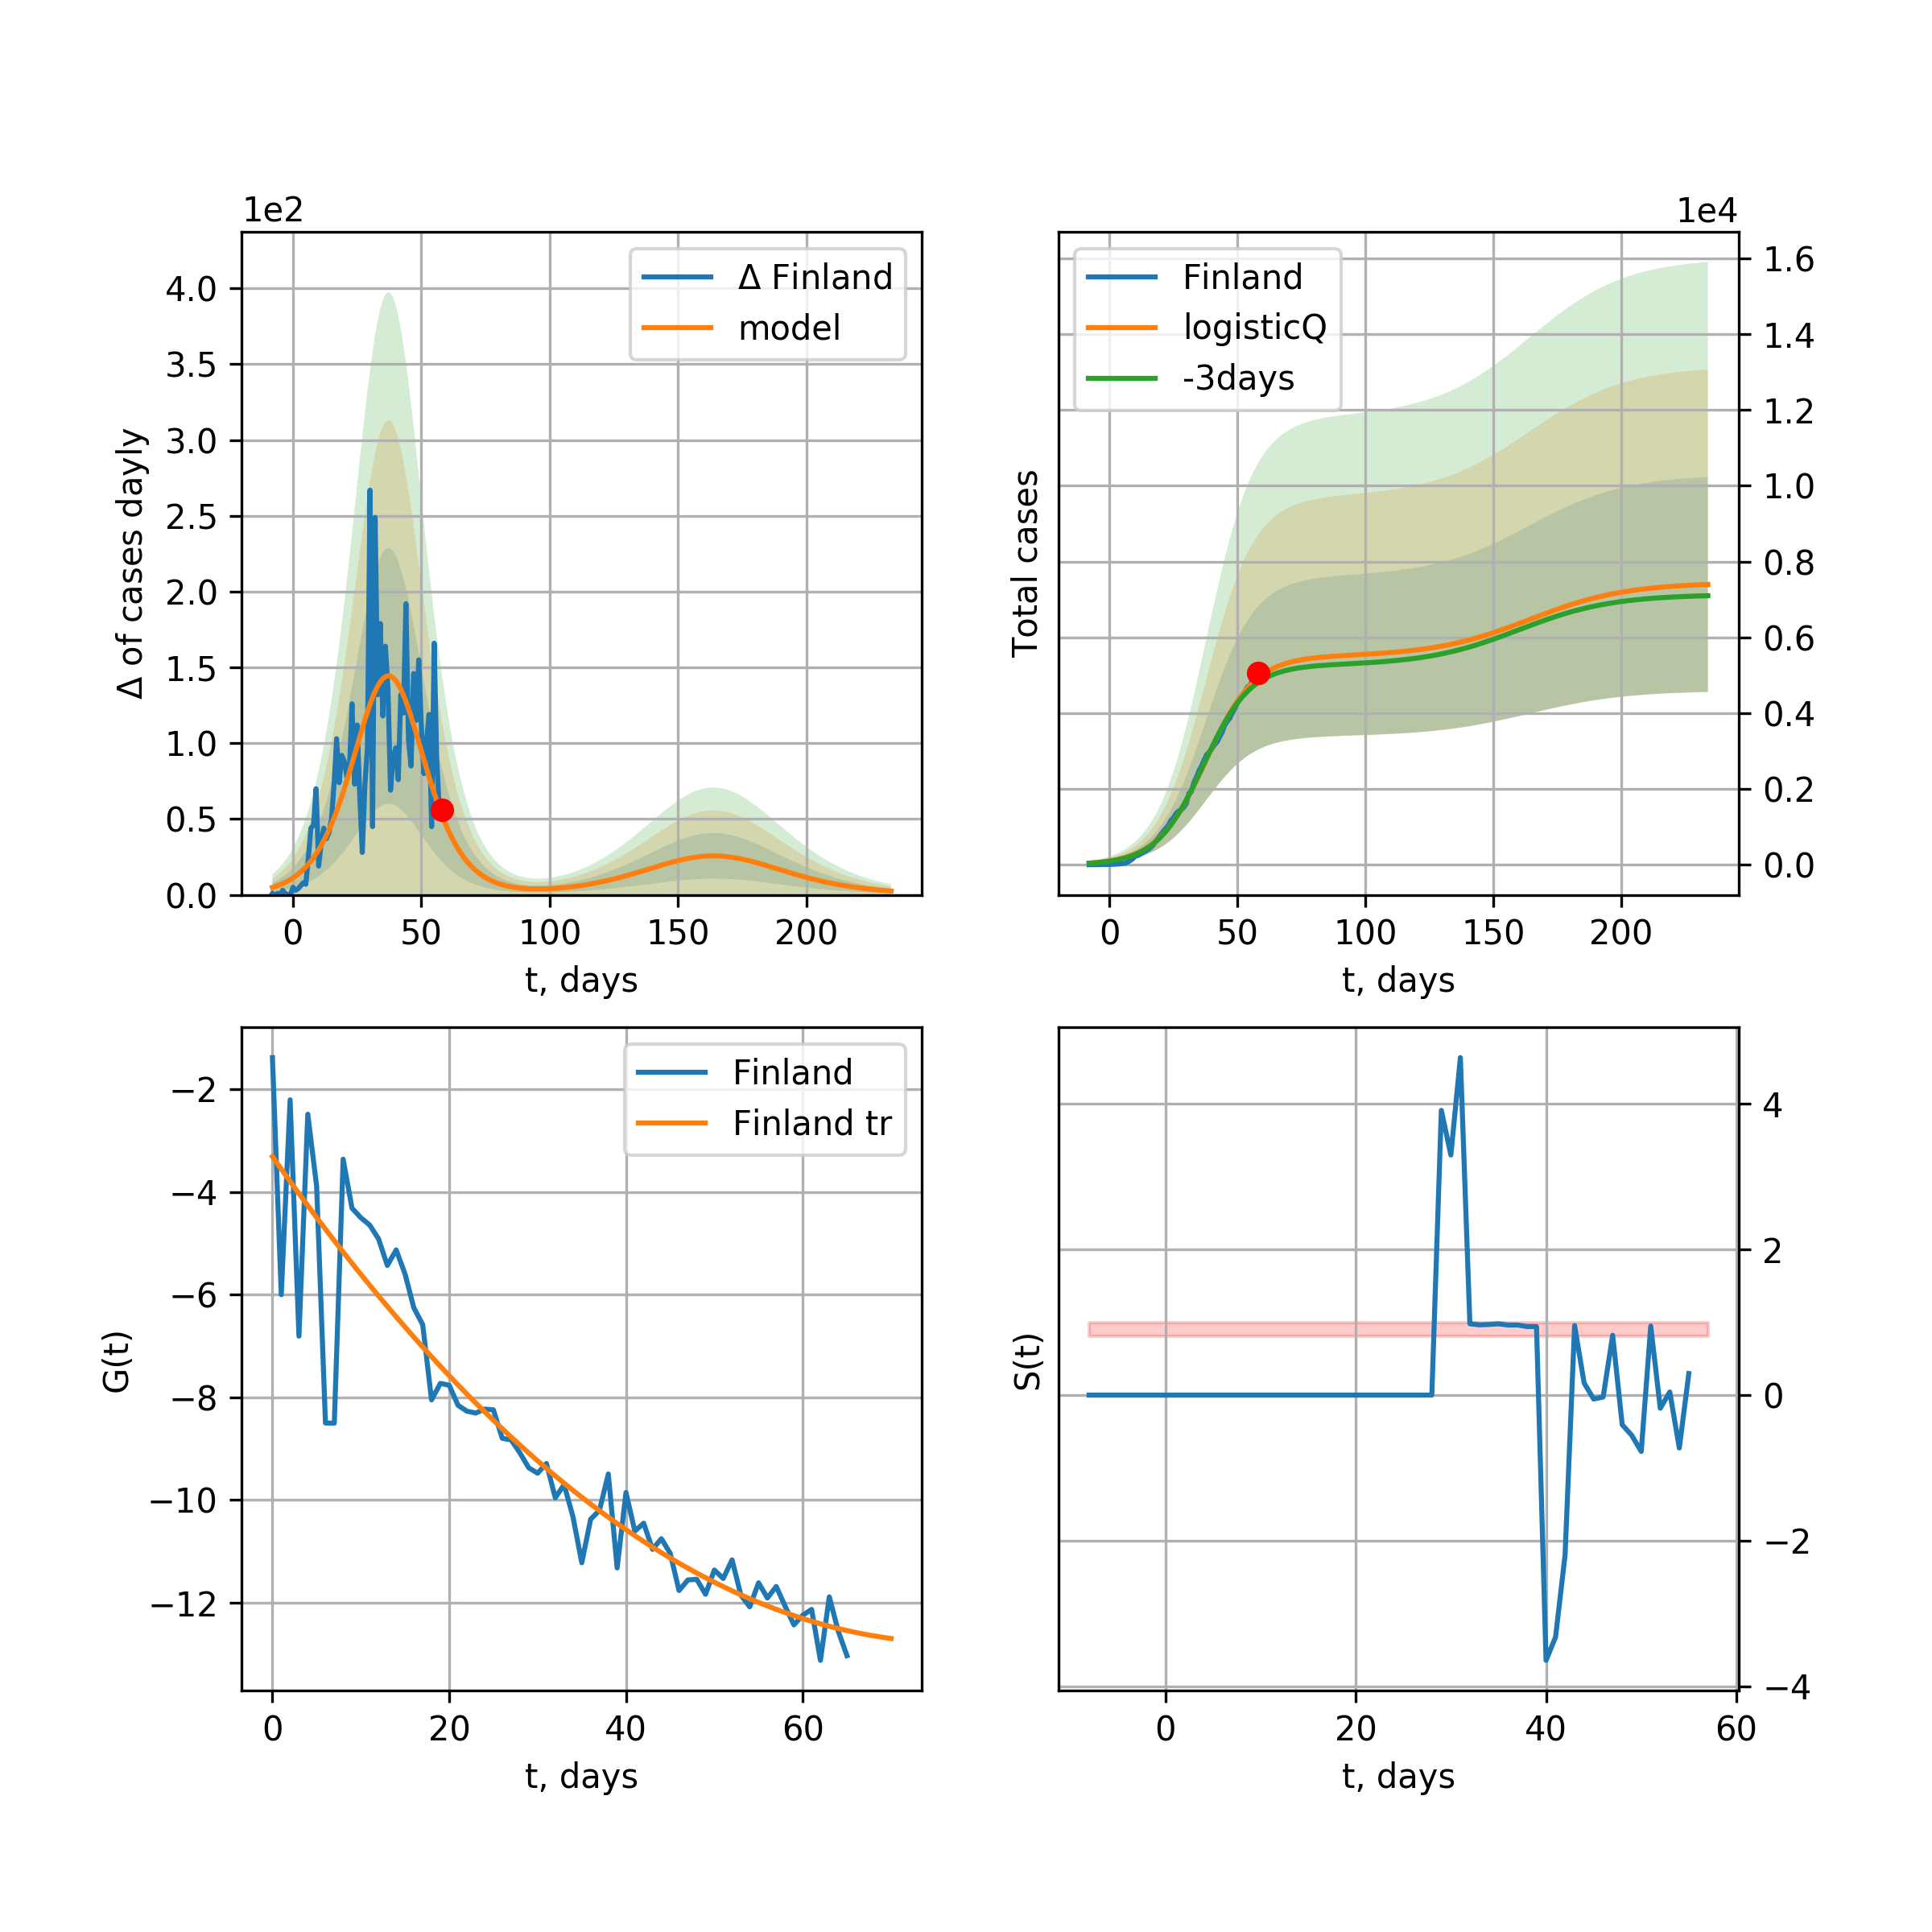 1e2
Δ of cases dayly
4.0
3.5
3.0
2.5
2.0
1.5
1.0
0.5
0.0
0 50 100 150 200
t, days
Δ Finland
model
1e4
Total cases
1.6
1.4
1.2
1.0
0.8
0.6
0.4
0.2
0.0
0 50 100 150 200
t, days
Finland
logisticQ
-3days
G(t)
−2
−4
−6
−8
−10
−12
0 20 40 60
t, days
Finland
Finland tr
S(t)
4
2
0
−2
−4
0 20 40 60
t, days